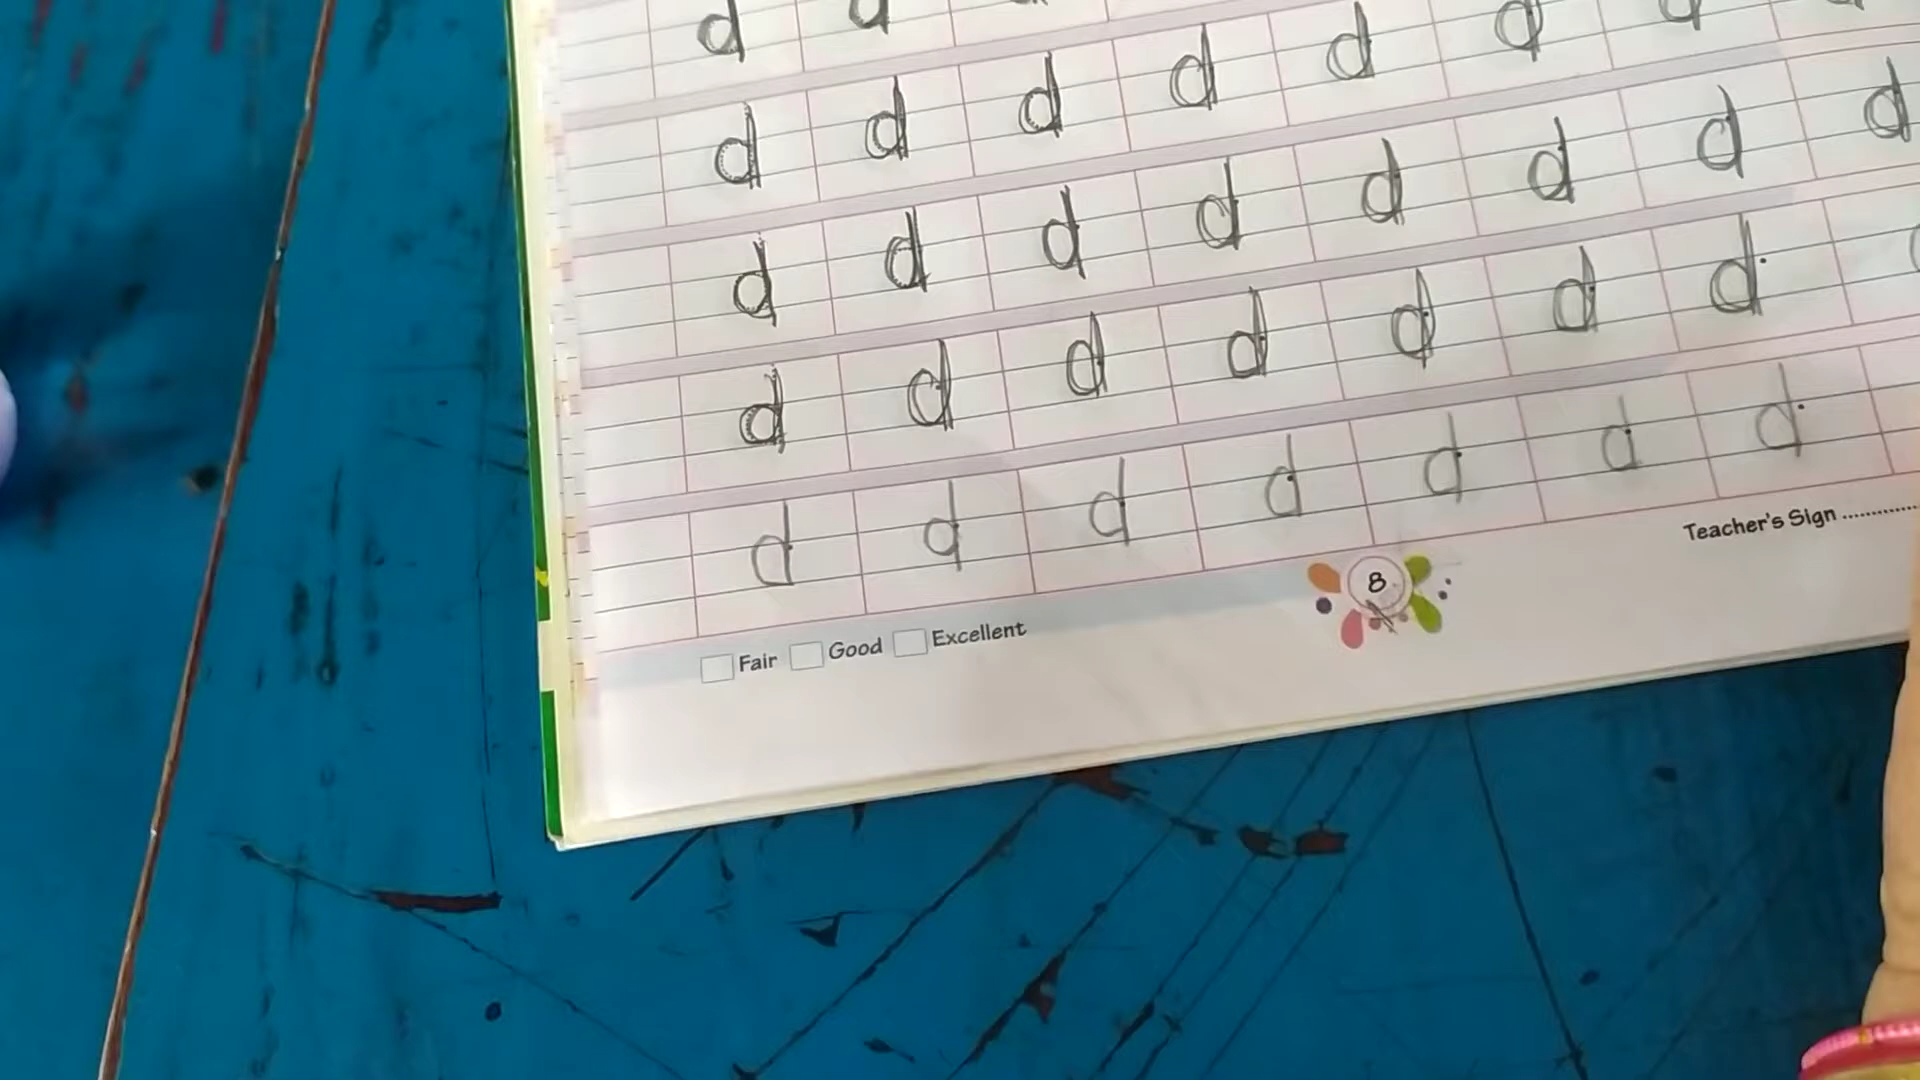 d d
d d d d d d d
d d d d d d d d
d d d d d d d
d d d d d d d
Teacher's Sign ............
8
Fair Good Excellent